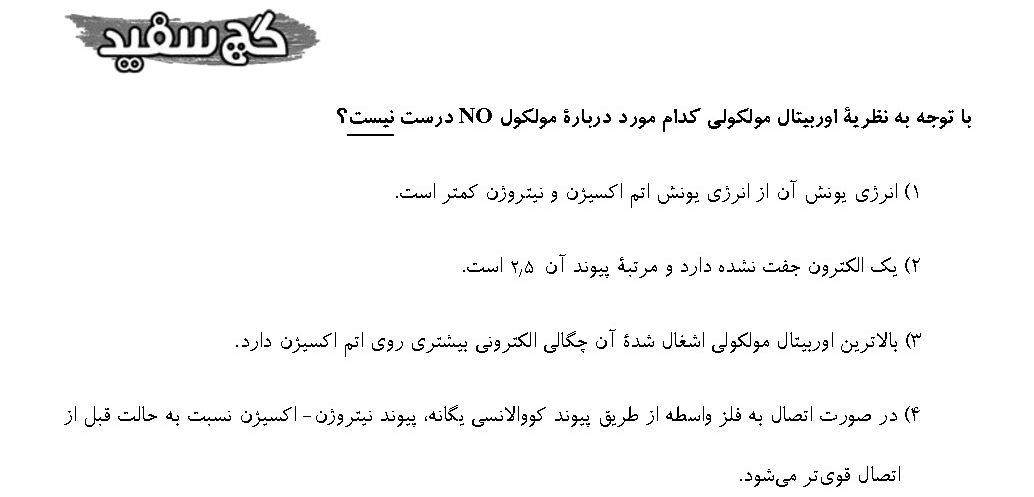 گچ سفید
با توجه به نظریهٔ اوربیتال مولکولی کدام مورد دربارهٔ مولکول NO درست نیست؟
۱) انرژی یونش آن از انرژی یونش اتم اکسیژن و نیتروژن کمتر است.
۲) یک الکترون جفت نشده دارد و مرتبهٔ پیوند آن ۲٫۵ است.
۳) بالاترین اوربیتال مولکولی اشغال شدهٔ آن چگالی الکترونی بیشتری روی اتم اکسیژن دارد.
۴) در صورت اتصال به فلز واسطه از طریق پیوند کووالانسی یگانه، پیوند نیتروژن - اکسیژن نسبت به حالت قبل از
اتصال قوی‌تر می‌شود.